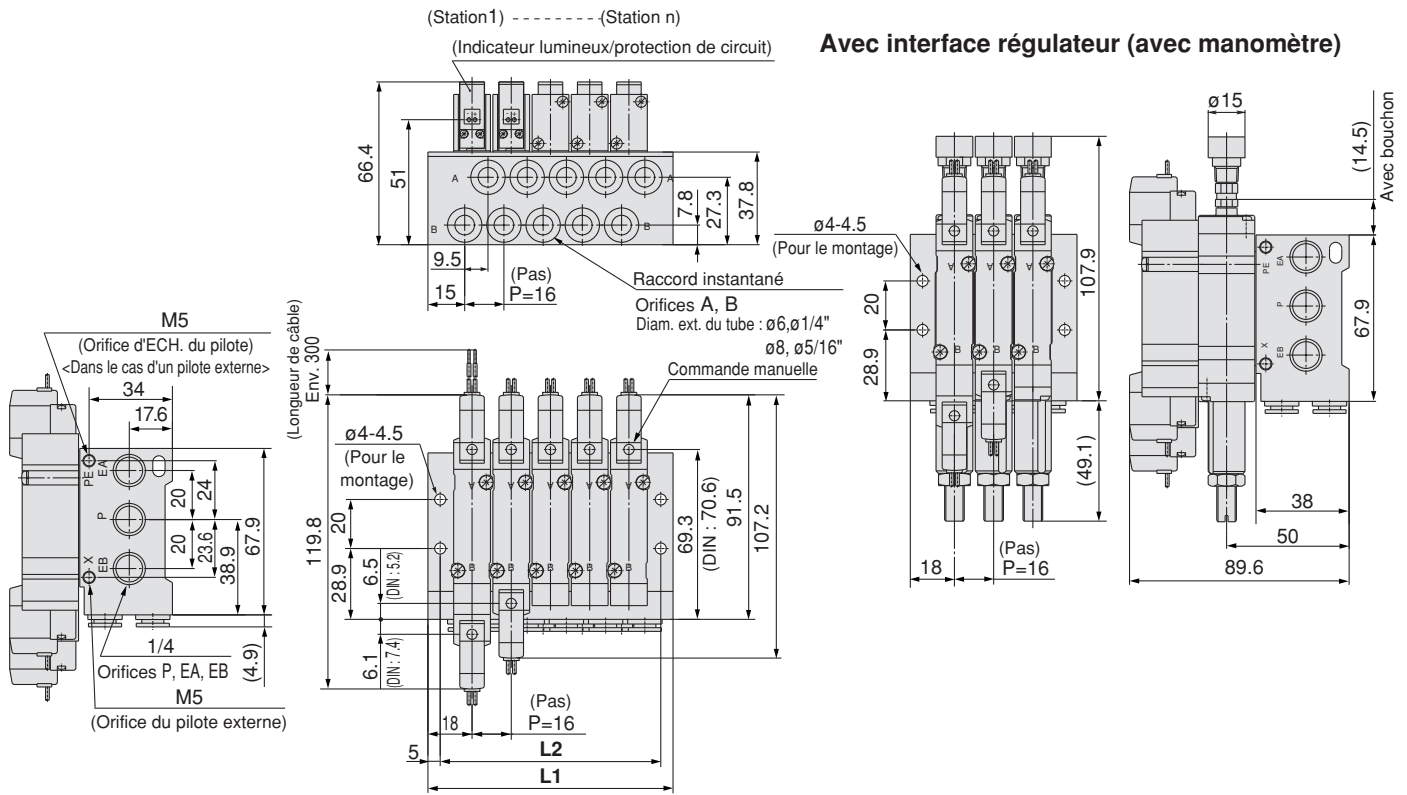 (Station1) ---------(Station n)
(Indicateur lumineux/protection de circuit)
66.4
51
A
A
B
B
7.8
27.3
37.8
9.5
15
(Pas)
P=16
Raccord instantané
Orifices A, B
Diam. ext. du tube : ø6,ø1/4"
ø8, ø5/16"
M5
(Orifice d'ECH. du pilote)
<Dans le cas d'un pilote externe>
34
17.6
PE
EA
P
X
EB
20
20
24
23.6
38.9
67.9
(4.9)
1/4
Orifices P, EA, EB
M5
(Orifice du pilote externe)
(Longueur de câble)
Env. 300
Commande manuelle
ø4-4.5
(Pour le
montage)
119.8
20
28.9
6.5
(DIN : 5.2)
6.1
(DIN : 7.4)
A
A
A
A
A
B
B
B
B
B
69.3
(DIN : 70.6)
91.5
107.2
18
(Pas)
P=16
5
L2
L1
Avec interface régulateur (avec manomètre)
ø4-4.5
(Pour le montage)
20
28.9
A
A
A
B
B
B
107.9
(49.1)
18
(Pas)
P=16
ø15
(14.5)
Avec bouchon
PE
EA
P
X
EB
67.9
38
50
89.6